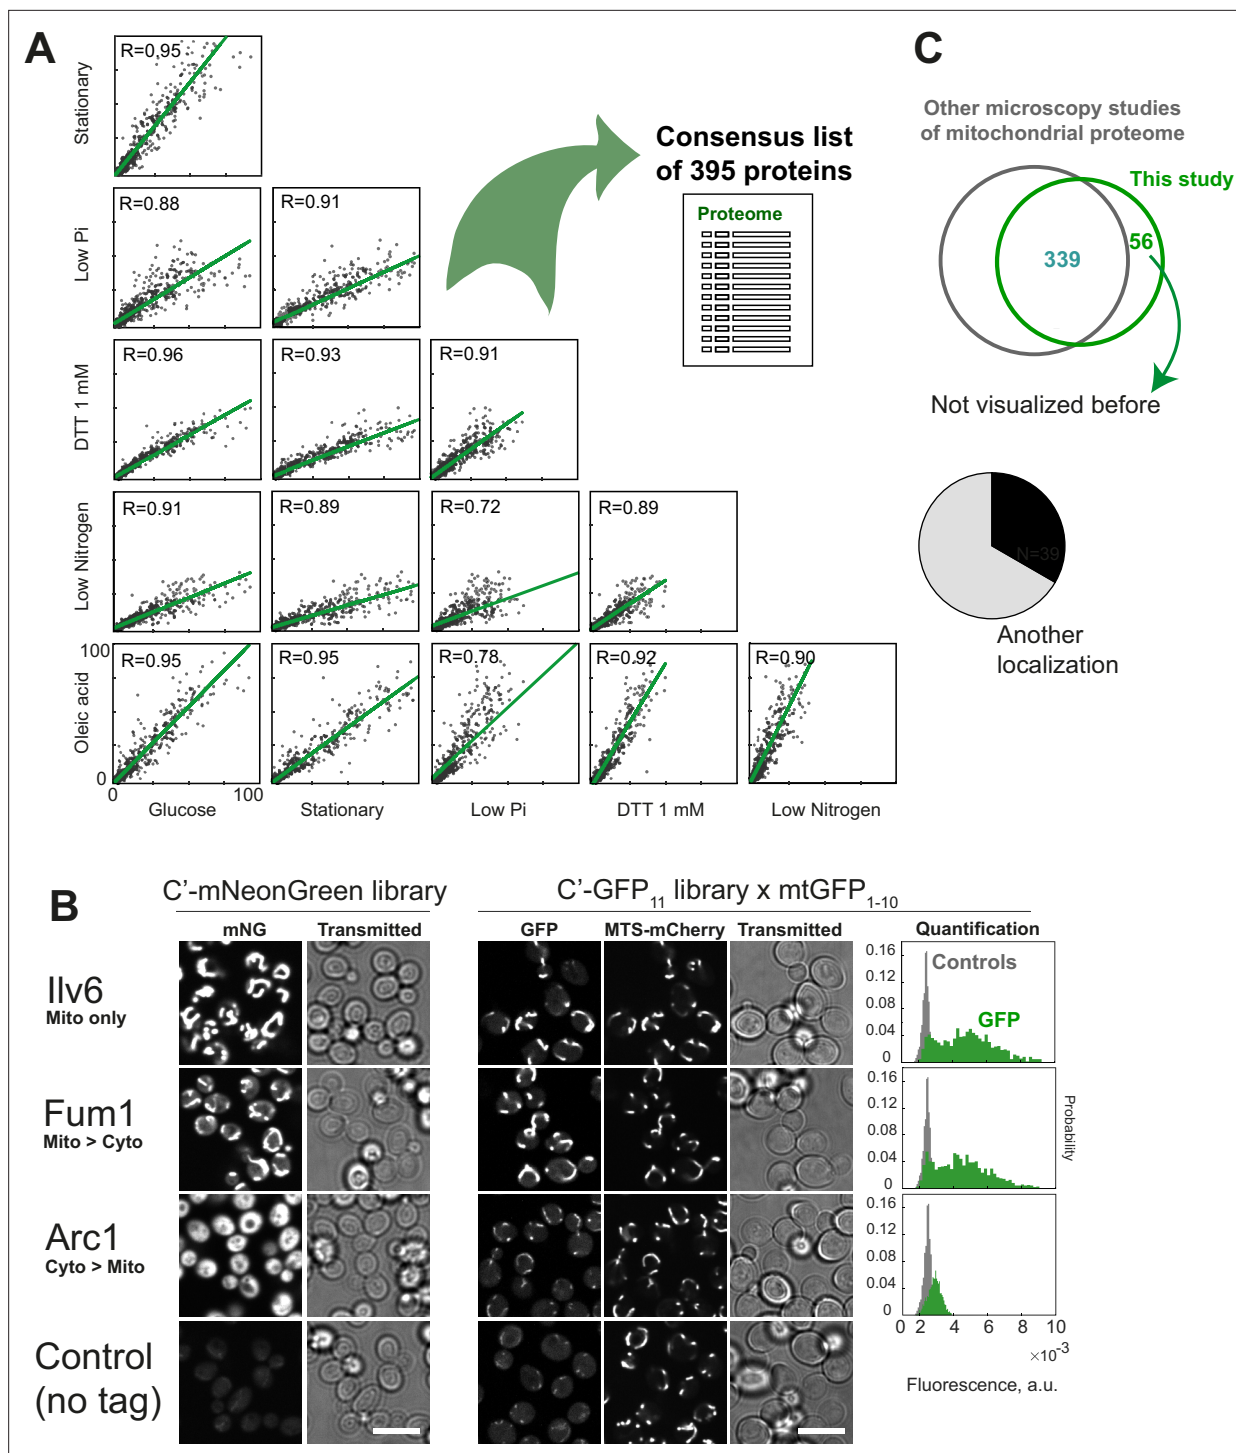 A
R=0,95
Stationary
R=0.88
R=0.91
Low Pi
R=0.96
R=0.93
R=0.91
DTT 1 mM
R=0.91
R=0.89
R=0.72
R=0.89
Low Nitrogen
100
R=0.95
R=0.95
R=0.78
R=0.92
R=0.90
Oleic acid
0
0
100
Glucose
Stationary
Low Pi
DTT 1 mM
Low Nitrogen
Consensus list
of 395 proteins
Proteome
C
Other microscopy studies
of mitochondrial proteome
This study
56
339
Not visualized before
N=39
Another
localization
B
C'-mNeonGreen library
C'-GFP11 library x mtGFP1-10
mNG
Transmitted
GFP
MTS-mCherry
Transmitted
Quantification
Ilv6
Mito only
0.16
Controls
0.12
0.08
GFP
0.04
0
Fum1
Mito > Cyto
0.16
0.12
0.08
0.04
0
Probability
Arc1
Cyto > Mito
0.16
0.12
0.08
0.04
0
0 2 4 6 8 10
×10-3
Fluorescence, a.u.
Control
(no tag)